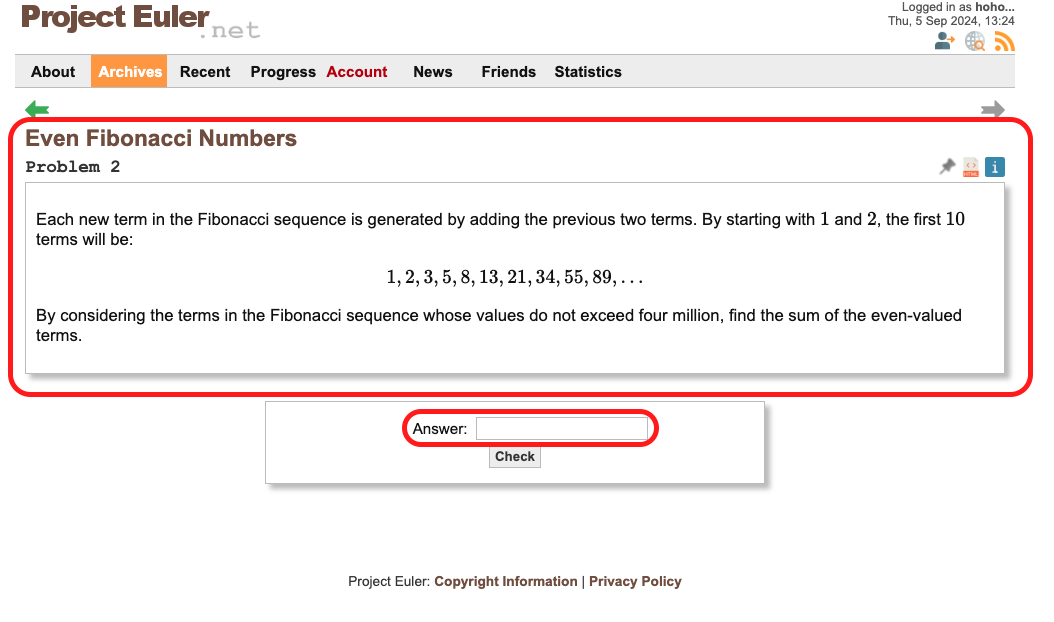 Project Euler
.net
Logged in as hoho...
Thu, 5 Sep 2024, 13:24
About Archives Recent Progress Account News Friends Statistics
Even Fibonacci Numbers
Problem 2
HTML
i
Each new term in the Fibonacci sequence is generated by adding the previous two terms. By starting with 1 and 2, the first 10
terms will be:
1, 2, 3, 5, 8, 13, 21, 34, 55, 89, . . .
By considering the terms in the Fibonacci sequence whose values do not exceed four million, find the sum of the even-valued
terms.
Answer:
Check
Project Euler: Copyright Information | Privacy Policy